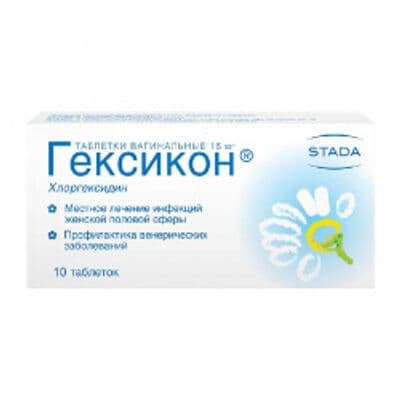 ТАБЛЕТКИ ВАГИНАЛЬНЫЕ 16 мг
Гексикон®
Хлоргексидин
STADA
Местное лечение инфекций
женской половой сферы
Профилактика венерических
заболеваний
10 таблеток